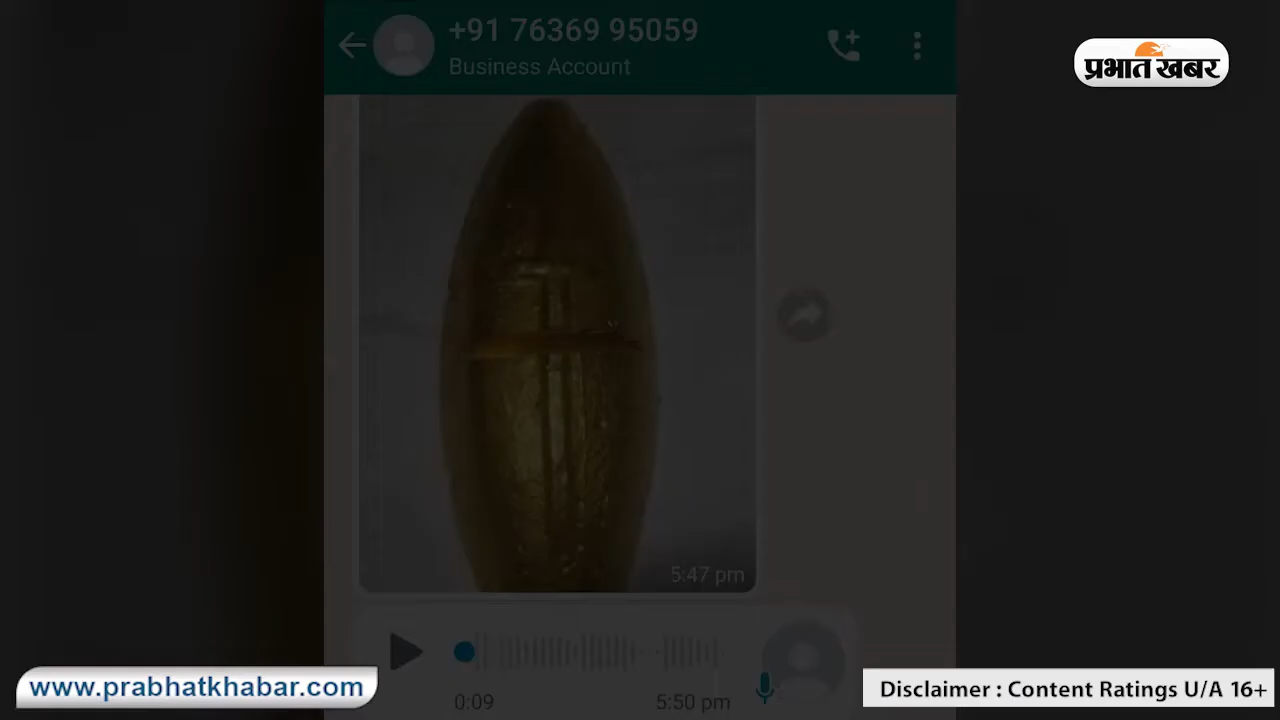 +91 76369 95059
Business Account
प्रभात खबर
5:47 pm
0:09
5:50 pm
www.prabhatkhabar.com
Disclaimer : Content Ratings U/A 16+